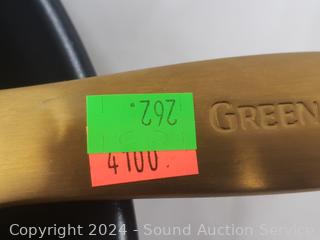 262.
GREEN
4100
Copyright © 2024 - Sound Auction Service